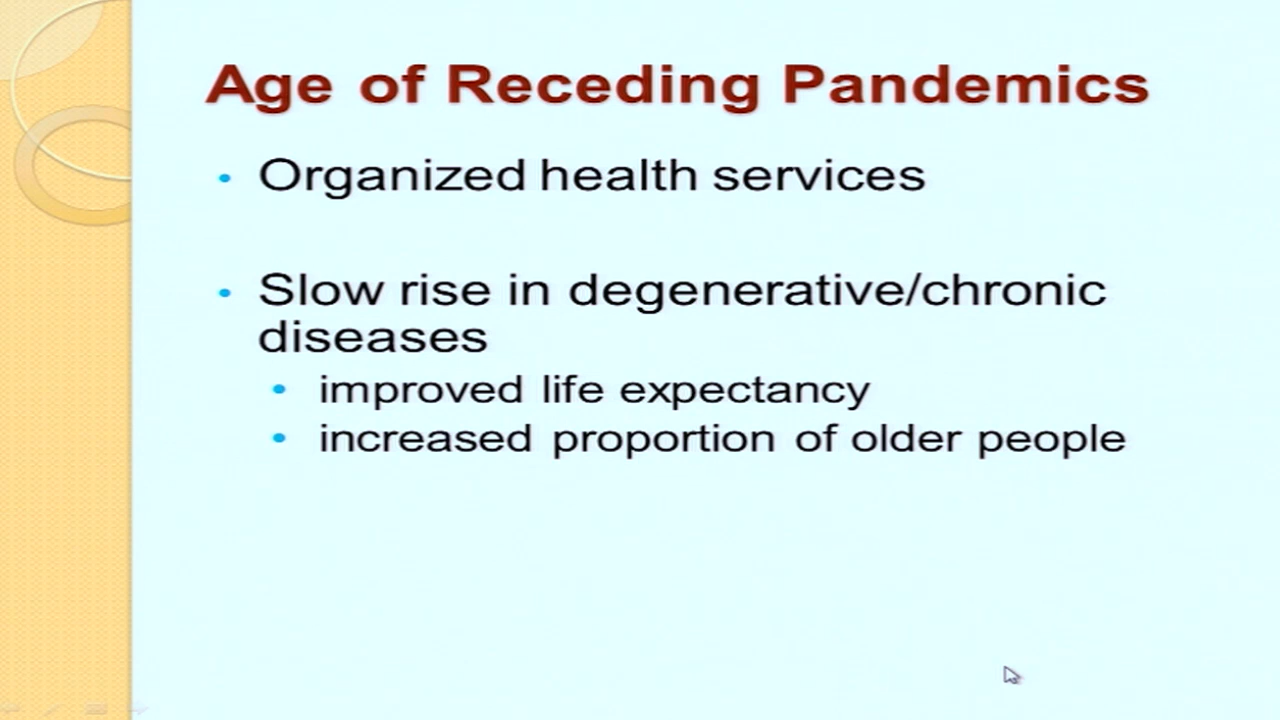 Age of Receding Pandemics
• Organized health services
• Slow rise in degenerative/chronic
diseases
• improved life expectancy
• increased proportion of older people